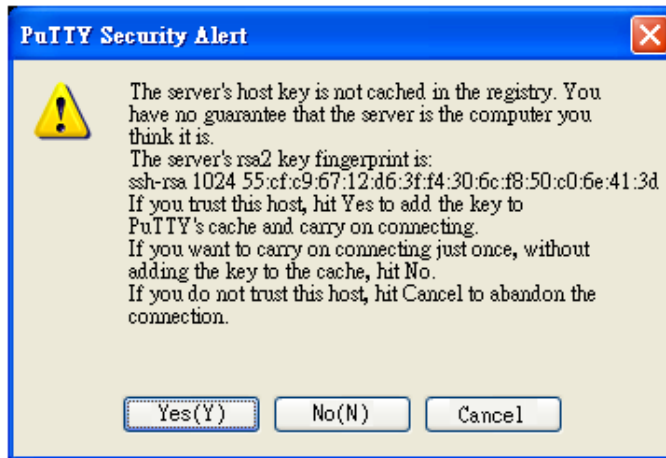 PuTTY Security Alert
The server's host key is not cached in the registry. You
have no guarantee that the server is the computer you
think it is.
The server's rsa2 key fingerprint is:
ssh-rsa 1024 55:cf:c9:67:12:d6:3f:f4:30:6c:f8:50:c0:6e:41:3d
If you trust this host, hit Yes to add the key to
PuTTY's cache and carry on connecting.
If you want to carry on connecting just once, without
adding the key to the cache, hit No.
If you do not trust this host, hit Cancel to abandon the
connection.
Yes(Y) No(N) Cancel